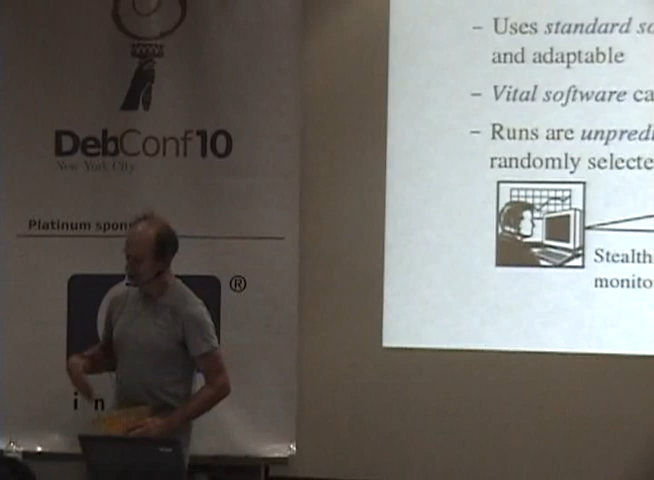 DebConf10
New York City
Platinum spon
®
i n
– Uses standard so
and adaptable
– Vital software ca
– Runs are unpredi
randomly selecte
Stealth
monito